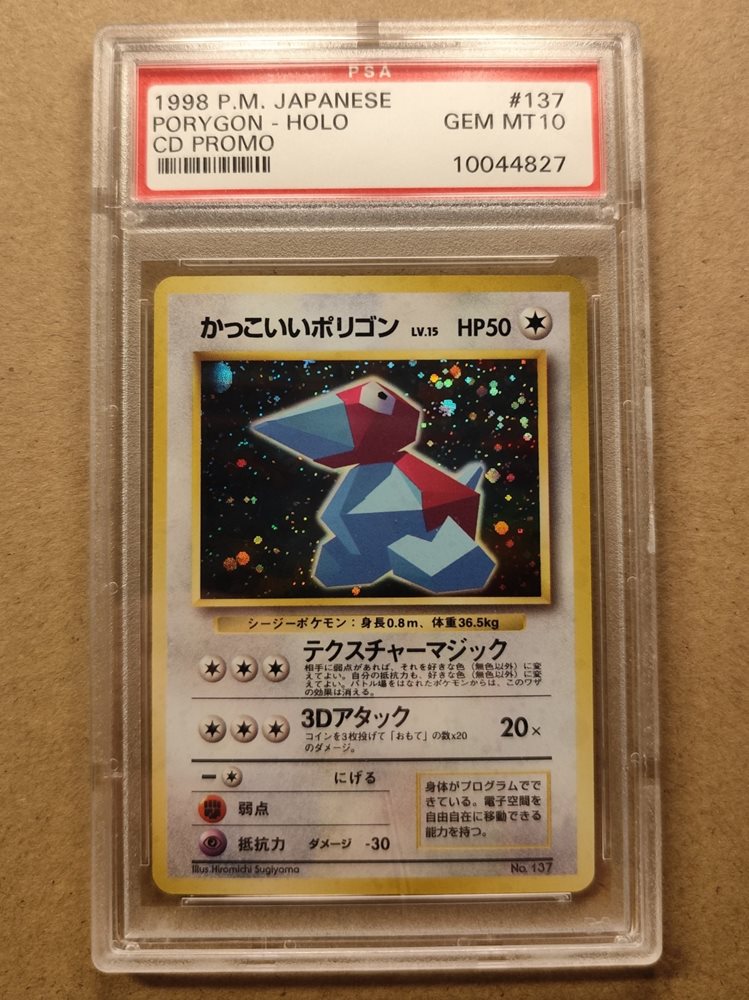 PSA
1998 P.M. JAPANESE #137
PORYGON - HOLO GEM MT10
CD PROMO
10044827
かっこいいポリゴン LV.15 HP50
シージーポケモン：身長0.8m、体重36.5kg
テクスチャーマジック
相手に弱点があれば、それを好きな色（無色以外）に変
えてよい。自分の抵抗力も、好きな色（無色以外）に変
えてよい。バトル場をはなれたポケモンからは、このワザ
の効果は消える。
3Dアタック 20×
コインを3枚投げて「おもて」の数×20
のダメージ。
にげる
弱点
抵抗力 ダメージ -30
身体がプログラムでで
きている。電子空間を
自由自在に移動できる
能力を持つ。
Illus. Hiromichi Sugiyama No. 137